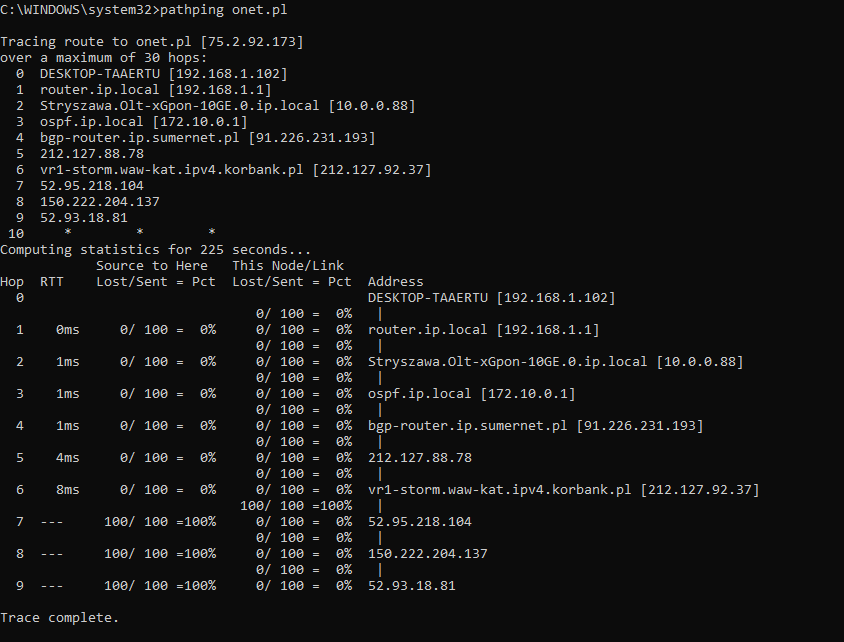 C:\WINDOWS\system32>pathping onet.pl

Tracing route to onet.pl [75.2.92.173]
over a maximum of 30 hops:
  0  DESKTOP-TAAERTU [192.168.1.102]
  1  router.ip.local [192.168.1.1]
  2  Stryszawa.Olt-xGpon-10GE.0.ip.local [10.0.0.88]
  3  ospf.ip.local [172.10.0.1]
  4  bgp-router.ip.sumernet.pl [91.226.231.193]
  5  212.127.88.78
  6  vr1-storm.waw-kat.ipv4.korbank.pl [212.127.92.37]
  7  52.95.218.104
  8  150.222.204.137
  9  52.93.18.81
 10     *        *        *
Computing statistics for 225 seconds...
            Source to Here   This Node/Link
Hop  RTT    Lost/Sent = Pct  Lost/Sent = Pct  Address
  0                                           DESKTOP-TAAERTU [192.168.1.102]
                                0/ 100 =  0%   |
  1    0ms     0/ 100 =  0%     0/ 100 =  0%  router.ip.local [192.168.1.1]
                                0/ 100 =  0%   |
  2    1ms     0/ 100 =  0%     0/ 100 =  0%  Stryszawa.Olt-xGpon-10GE.0.ip.local [10.0.0.88]
                                0/ 100 =  0%   |
  3    1ms     0/ 100 =  0%     0/ 100 =  0%  ospf.ip.local [172.10.0.1]
                                0/ 100 =  0%   |
  4    1ms     0/ 100 =  0%     0/ 100 =  0%  bgp-router.ip.sumernet.pl [91.226.231.193]
                                0/ 100 =  0%   |
  5    4ms     0/ 100 =  0%     0/ 100 =  0%  212.127.88.78
                                0/ 100 =  0%   |
  6    8ms     0/ 100 =  0%     0/ 100 =  0%  vr1-storm.waw-kat.ipv4.korbank.pl [212.127.92.37]
                              100/ 100 =100%   |
  7  ---     100/ 100 =100%     0/ 100 =  0%  52.95.218.104
                                0/ 100 =  0%   |
  8  ---     100/ 100 =100%     0/ 100 =  0%  150.222.204.137
                                0/ 100 =  0%   |
  9  ---     100/ 100 =100%     0/ 100 =  0%  52.93.18.81

Trace complete.